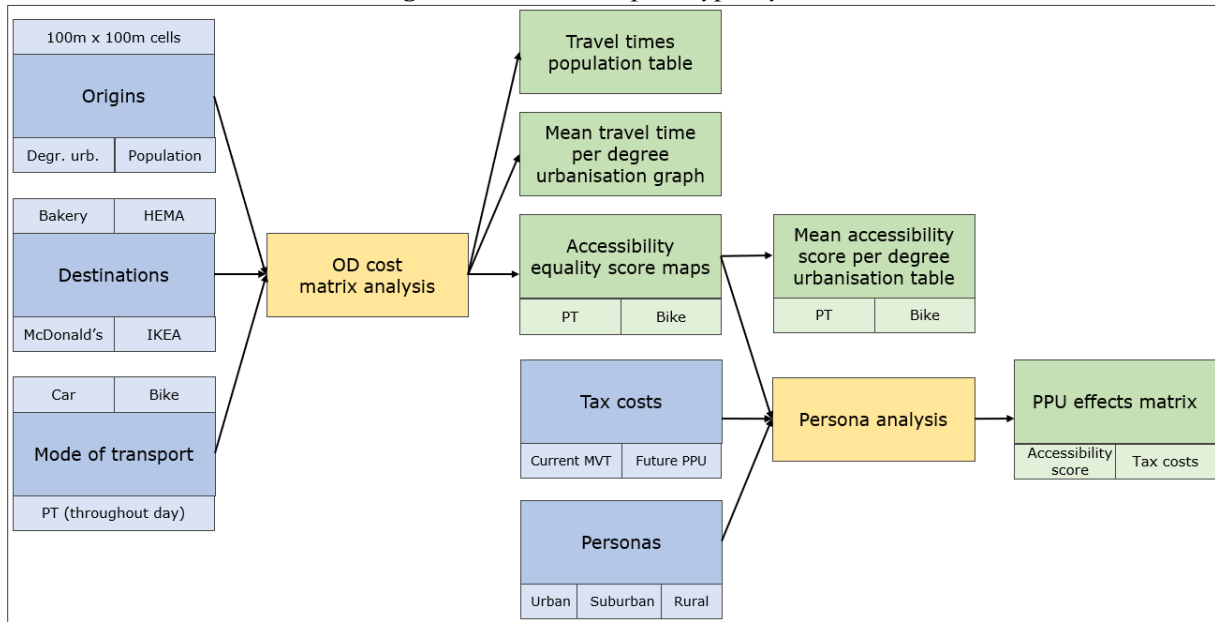 100m x 100m cells
Origins
Degr. urb.
Population
Bakery
HEMA
Destinations
McDonald's
IKEA
Car
Bike
Mode of transport
PT (throughout day)
OD cost
matrix analysis
Travel times
population table
Mean travel time
per degree
urbanisation graph
Accessibility
equality score maps
PT
Bike
Mean accessibility
score per degree
urbanisation table
PT
Bike
Tax costs
Current MVT
Future PPU
Personas
Urban
Suburban
Rural
Persona analysis
PPU effects matrix
Accessibility
score
Tax costs